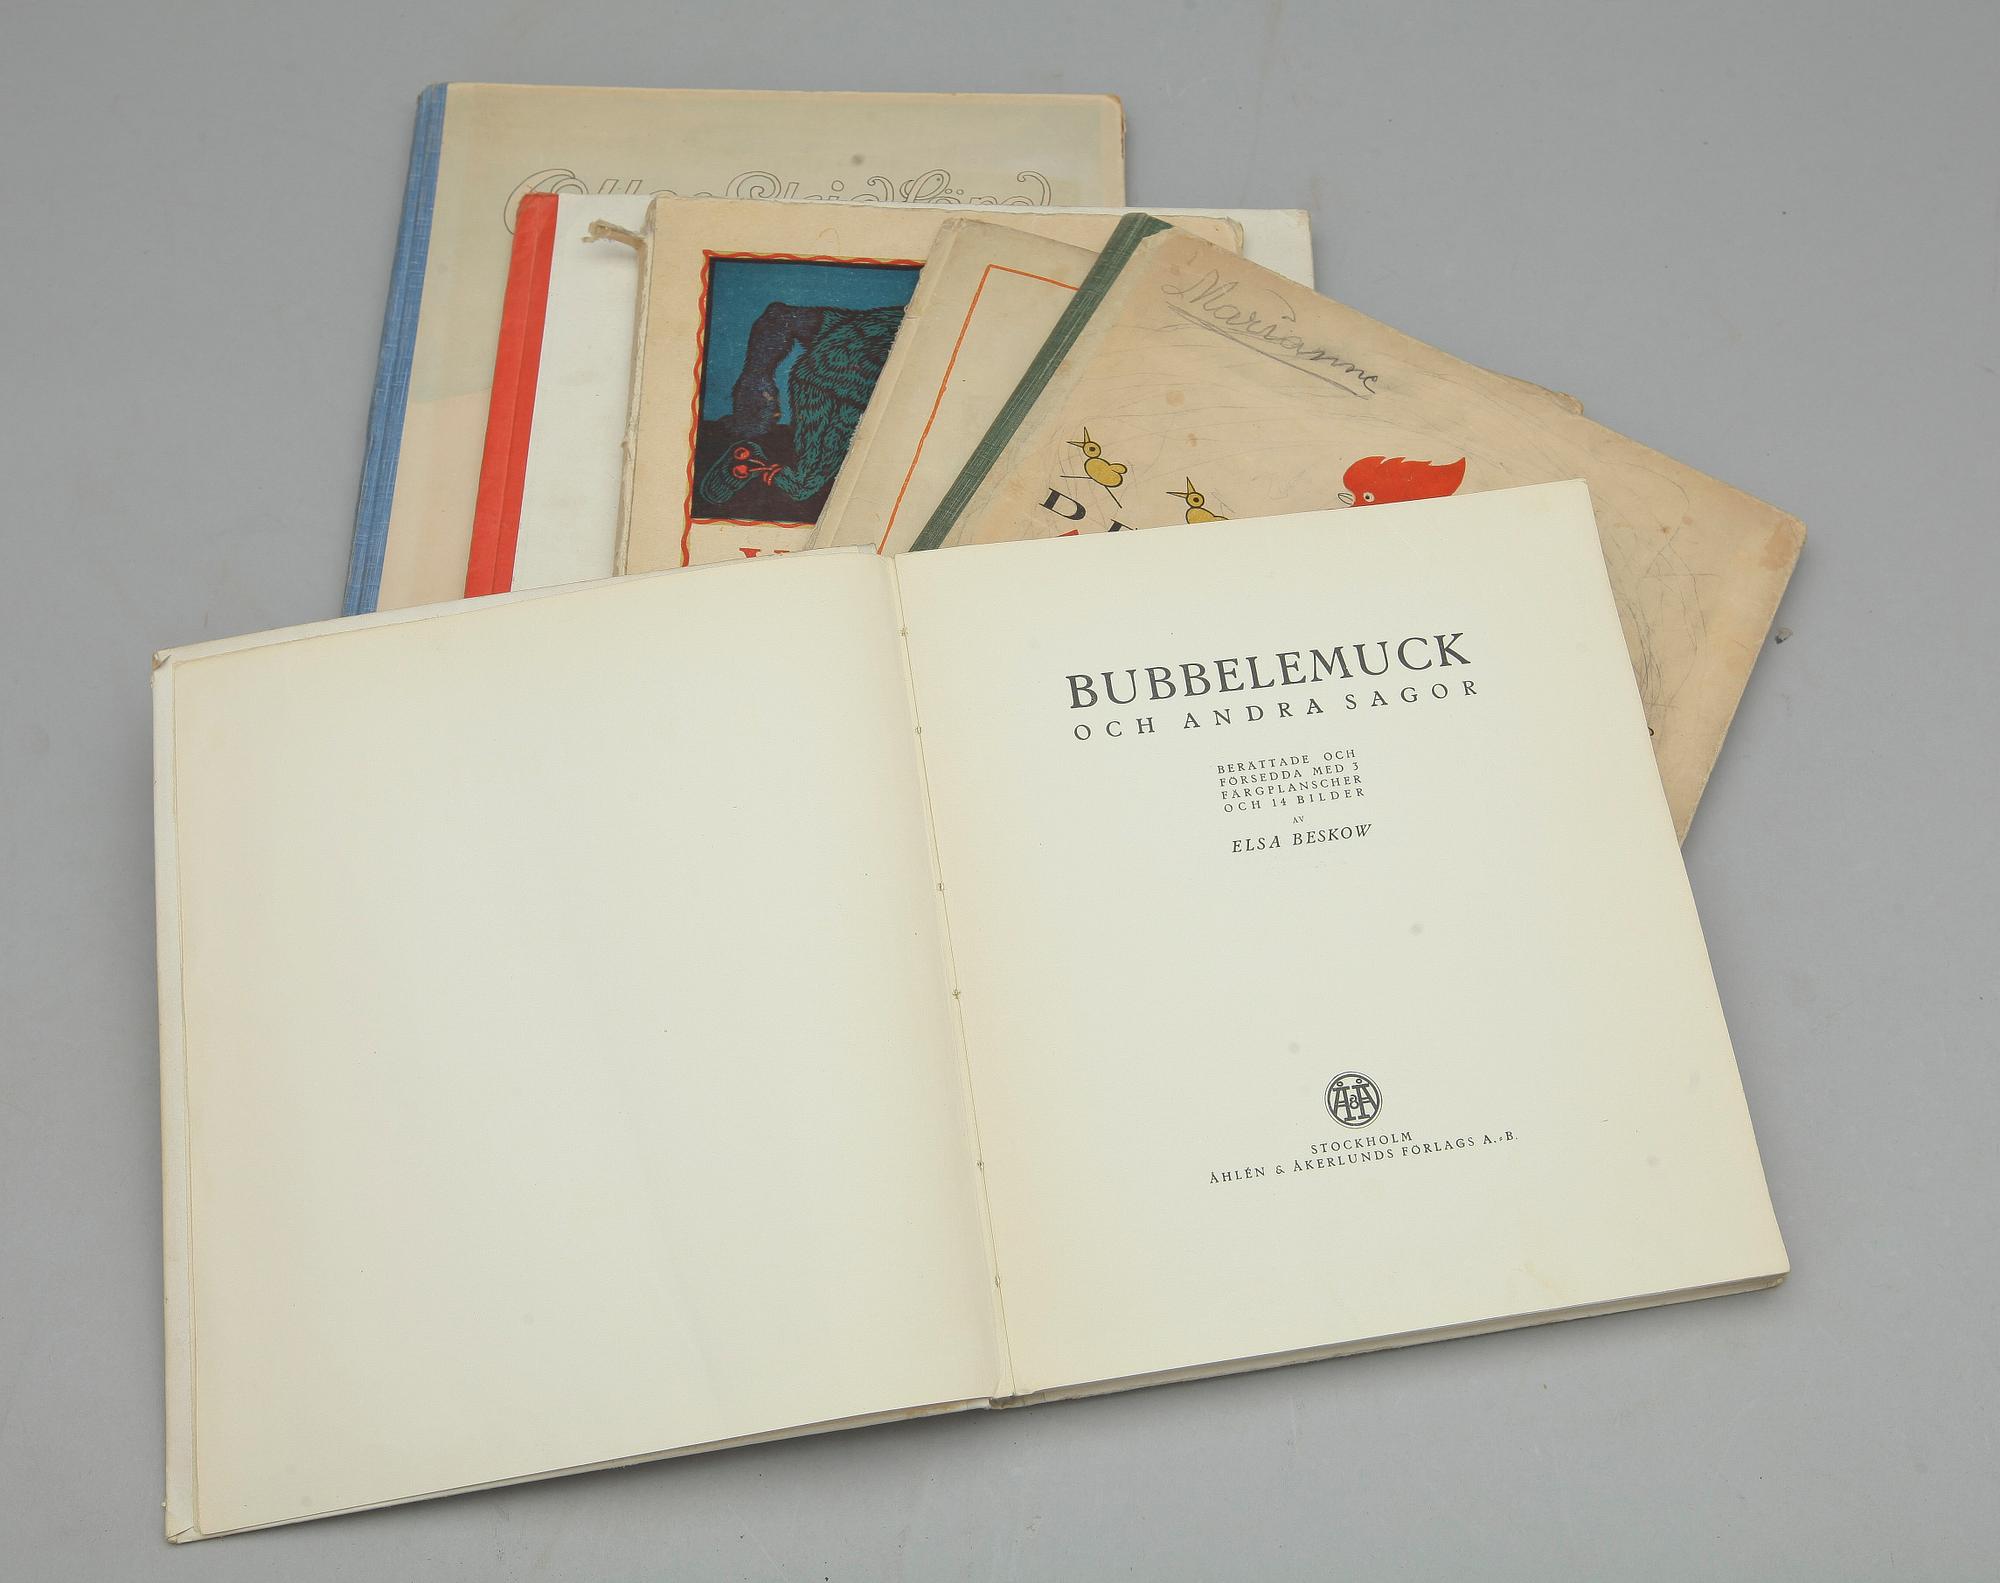 Marianne
BUBBELEMUCK
OCH ANDRA SAGOR
BERÄTTADE OCH
FÖRSEDDA MED 3
FÄRGPLANSCHER
OCH 14 BILDER
AV
ELSA BESKOW
Å&Å
STOCKHOLM
ÅHLÉN & ÅKERLUNDS FÖRLAGS A.-B.